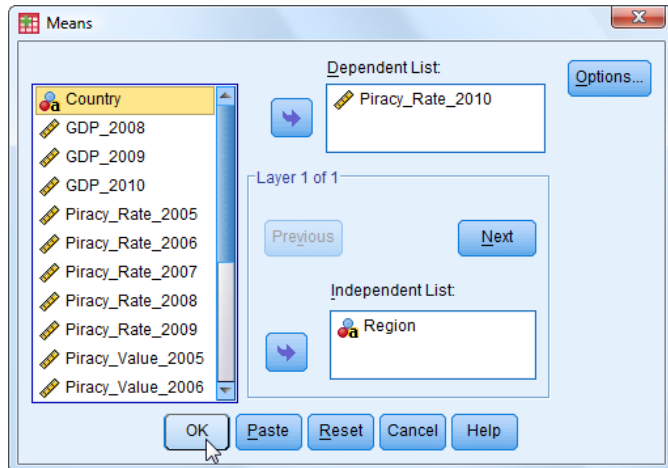 Means
Dependent List:
Options...
Country
GDP_2008
GDP_2009
GDP_2010
Piracy_Rate_2005
Piracy_Rate_2006
Piracy_Rate_2007
Piracy_Rate_2008
Piracy_Rate_2009
Piracy_Value_2005
Piracy_Value_2006
Piracy_Rate_2010
Layer 1 of 1
Previous
Next
Independent List:
a Region
OK
Paste
Reset
Cancel
Help